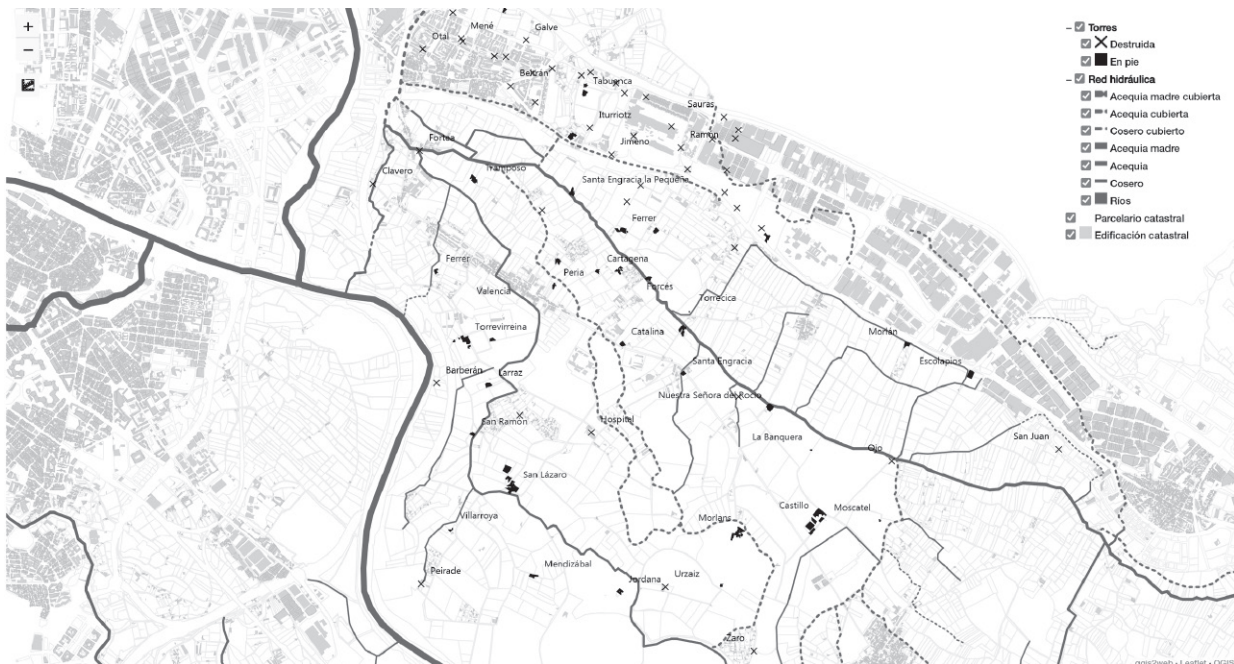 +
−
Torres
Destruida
En pie
Red hidráulica
Acequia madre cubierta
Acequia cubierta
Cosero cubierto
Acequia madre
Acequia
Cosero
Ríos
Parcelario catastral
Edificación catastral
Mené
Galve
Otal
Beltrán
Tabuenca
Sauras
Iturriotz
Fortea
Jimeno
Ramón
Clavero
Tramposo
Santa Engracia la Pequeña
Ferrer
Ferrer
Cartagena
Peria
Valencia
Forcés
Torrecica
Torrevirreina
Catalina
Morlán
Santa Engracia
Escolapios
Barberán
Larraz
Nuestra Señora del Rocío
San Ramón
Hospital
La Banquera
San Juan
Ojo
San Lázaro
Castillo
Moscatel
Villarroya
Morlans
Peirade
Mendizábal
Jordana
Urzaiz
Zaro
qgis2web · Leaflet · QGIS